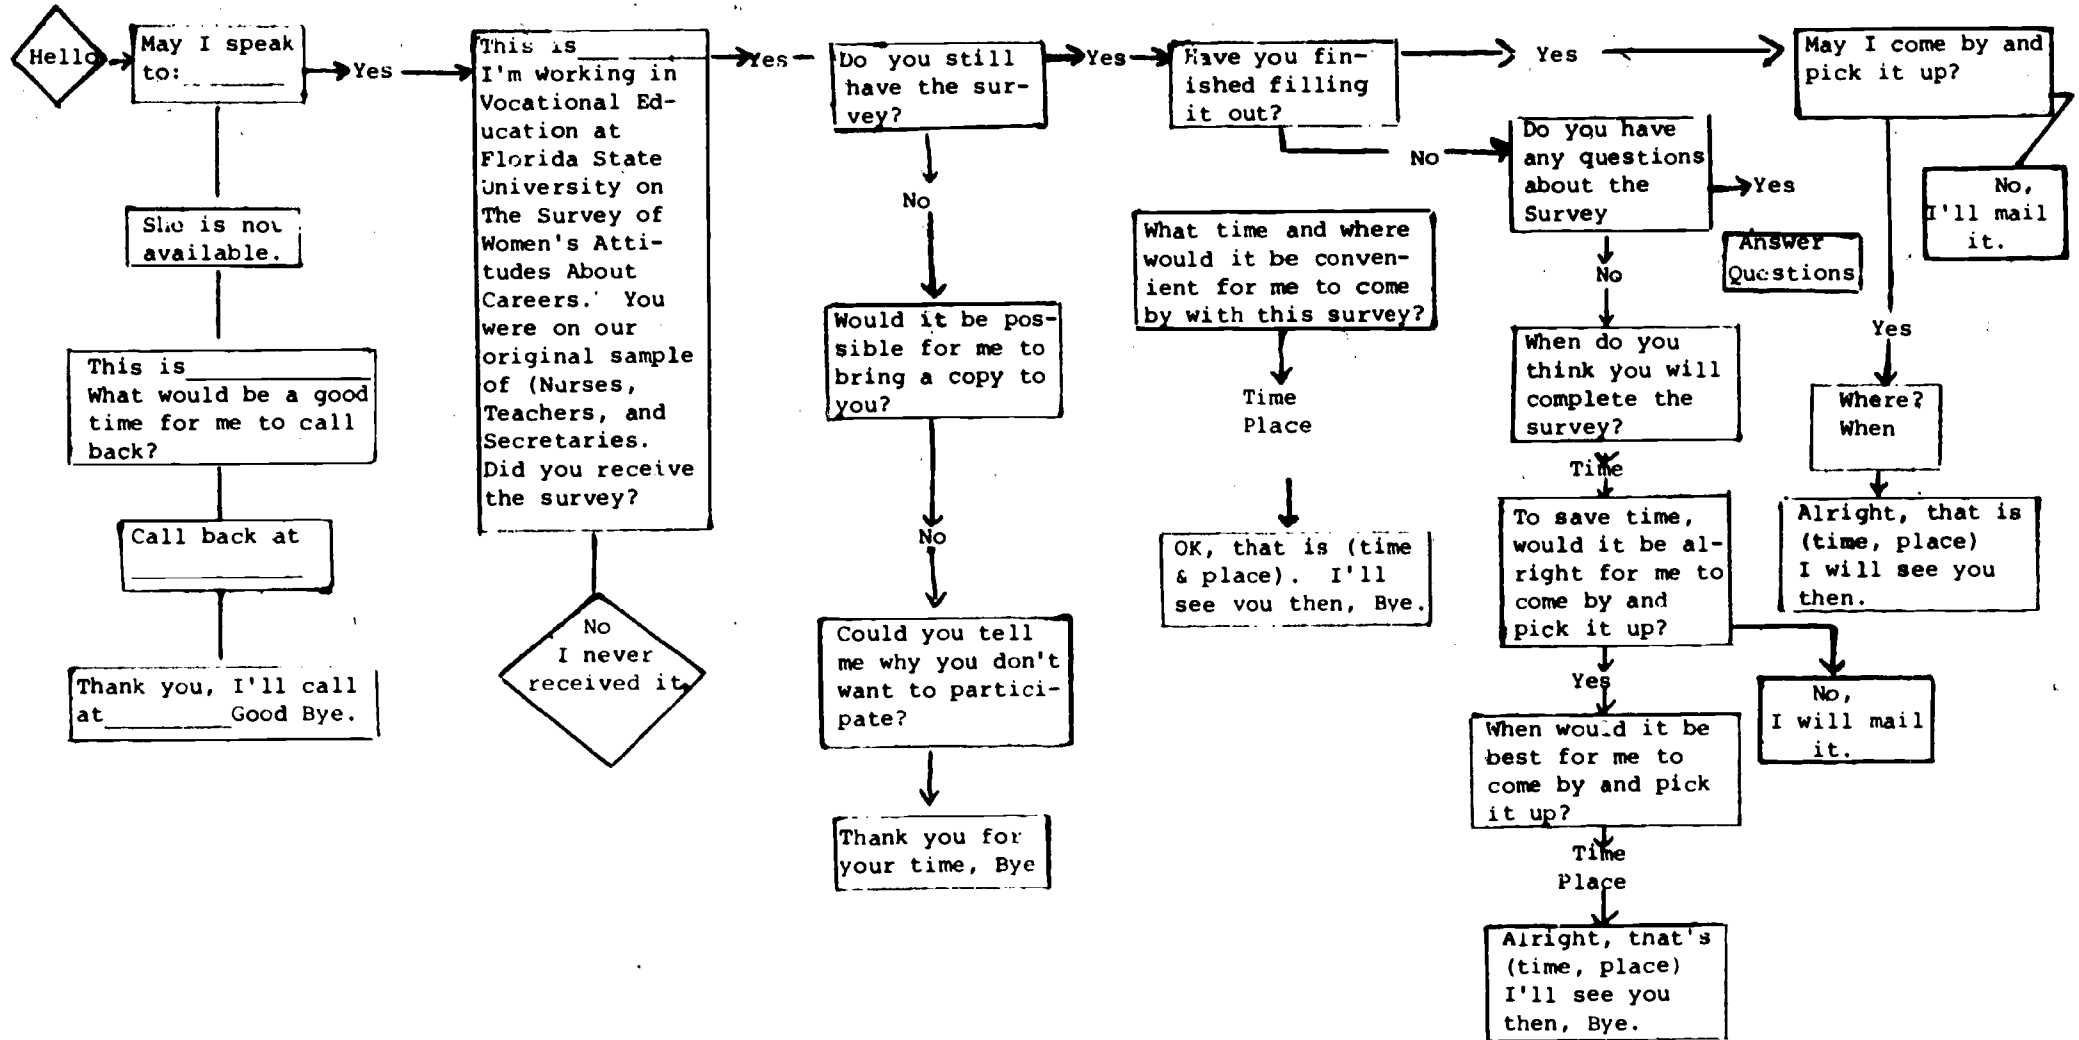 Hello
May I speak
to:
Yes
She is not
available.
This is
What would be a good
time for me to call
back?
Call back at
Thank you, I'll call
at Good Bye.
This is
I'm working in
Vocational Ed-
ucation at
Florida State
University on
The Survey of
Women's Atti-
tudes About
Careers. You
were on our
original sample
of (Nurses,
Teachers, and
Secretaries.
Did you receive
the survey?
No
I never
received it.
Yes
Do you still
have the sur-
vey?
No
Would it be pos-
sible for me to
bring a copy to
you?
No
Could you tell
me why you don't
want to partici-
pate?
Thank you for
your time, Bye
Yes
Have you fin-
ished filling
it out?
What time and where
would it be conven-
ient for me to come
by with this survey?
Time
Place
OK, that is (time
& place). I'll
see you then, Bye.
No
Do you have
any questions
about the
Survey
Yes
Answer
Questions
No
When do you
think you will
complete the
survey?
Time
To save time,
would it be al-
right for me to
come by and
pick it up?
Yes
No,
I will mail
it.
When would it be
best for me to
come by and pick
it up?
Time
Place
Alright, that's
(time, place)
I'll see you
then, Bye.
Yes
May I come by and
pick it up?
No,
I'll mail
it.
Yes
Where?
When
Alright, that is
(time, place)
I will see you
then.